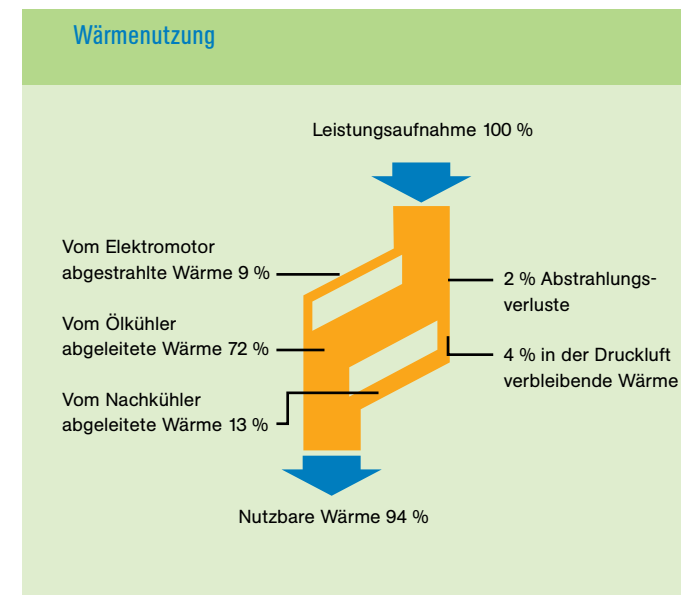 Wärmenutzung
Leistungsaufnahme 100 %
Vom Elektromotor
abgestrahlte Wärme 9 %
Vom Ölkühler
abgeleitete Wärme 72 %
Vom Nachkühler
abgeleitete Wärme 13 %
2 % Abstrahlungs-
verluste
4 % in der Druckluft
verbleibende Wärme
Nutzbare Wärme 94 %